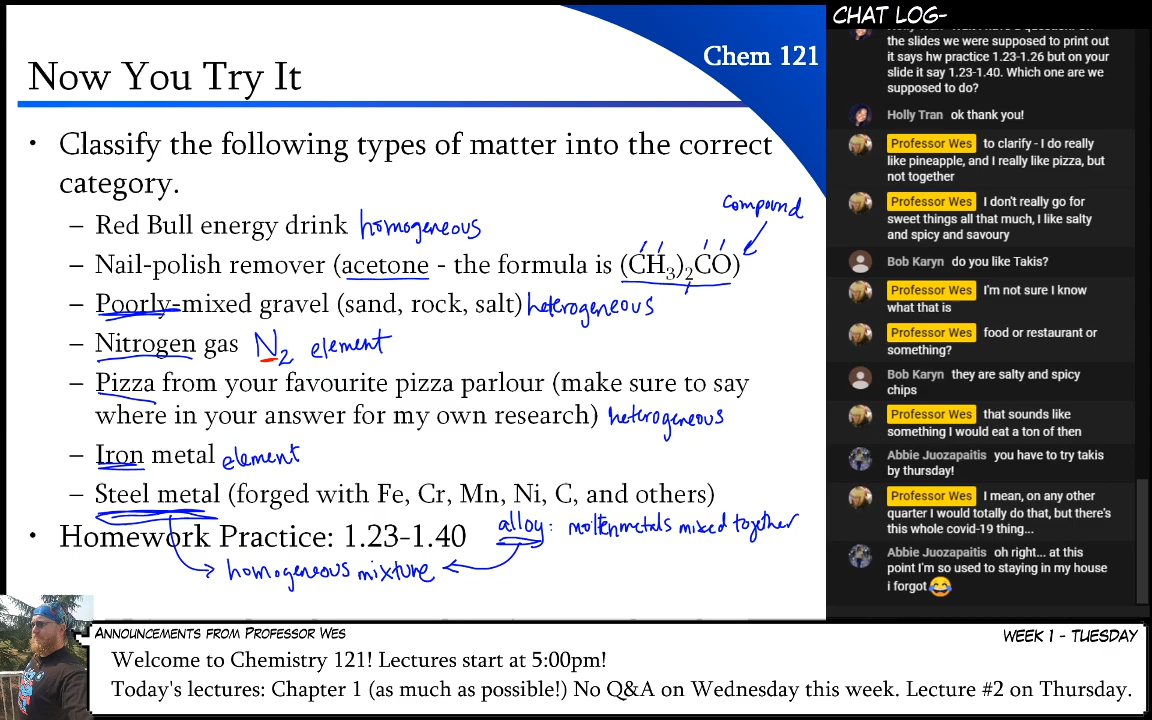 Chem 121
Now You Try It
• Classify the following types of matter into the correct
category.
– Red Bull energy drink homogeneous
compound
– Nail-polish remover (acetone - the formula is (CH₃)₂CO)
– Poorly-mixed gravel (sand, rock, salt) heterogeneous
– Nitrogen gas N₂ element
– Pizza from your favourite pizza parlour (make sure to say
where in your answer for my own research) heterogeneous
– Iron metal element
– Steel metal (forged with Fe, Cr, Mn, Ni, C, and others)
alloy: molten metals mixed together
• Homework Practice: 1.23-1.40
homogeneous mixture
CHAT LOG-
the slides we were supposed to print out
it says hw practice 1.23-1.26 but on your
slide it say 1.23-1.40. Which one are we
supposed to do?
Holly Tran ok thank you!
Professor Wes to clarify - I do really
like pineapple, and I really like pizza, but
not together
Professor Wes I don't really go for
sweet things all that much, I like salty
and spicy and savoury
Bob Karyn do you like Takis?
Professor Wes I'm not sure I know
what that is
Professor Wes food or restaurant or
something?
Bob Karyn they are salty and spicy
chips
Professor Wes that sounds like
something I would eat a ton of then
Abbie Juozapaitis you have to try takis
by thursday!
Professor Wes I mean, on any other
quarter I would totally do that, but there's
this whole covid-19 thing...
Abbie Juozapaitis oh right... at this
point I'm so used to staying in my house
i forgot 😂
Announcements from Professor Wes
Week 1 - Tuesday
Welcome to Chemistry 121! Lectures start at 5:00pm!
Today's lectures: Chapter 1 (as much as possible!) No Q&A on Wednesday this week. Lecture #2 on Thursday.